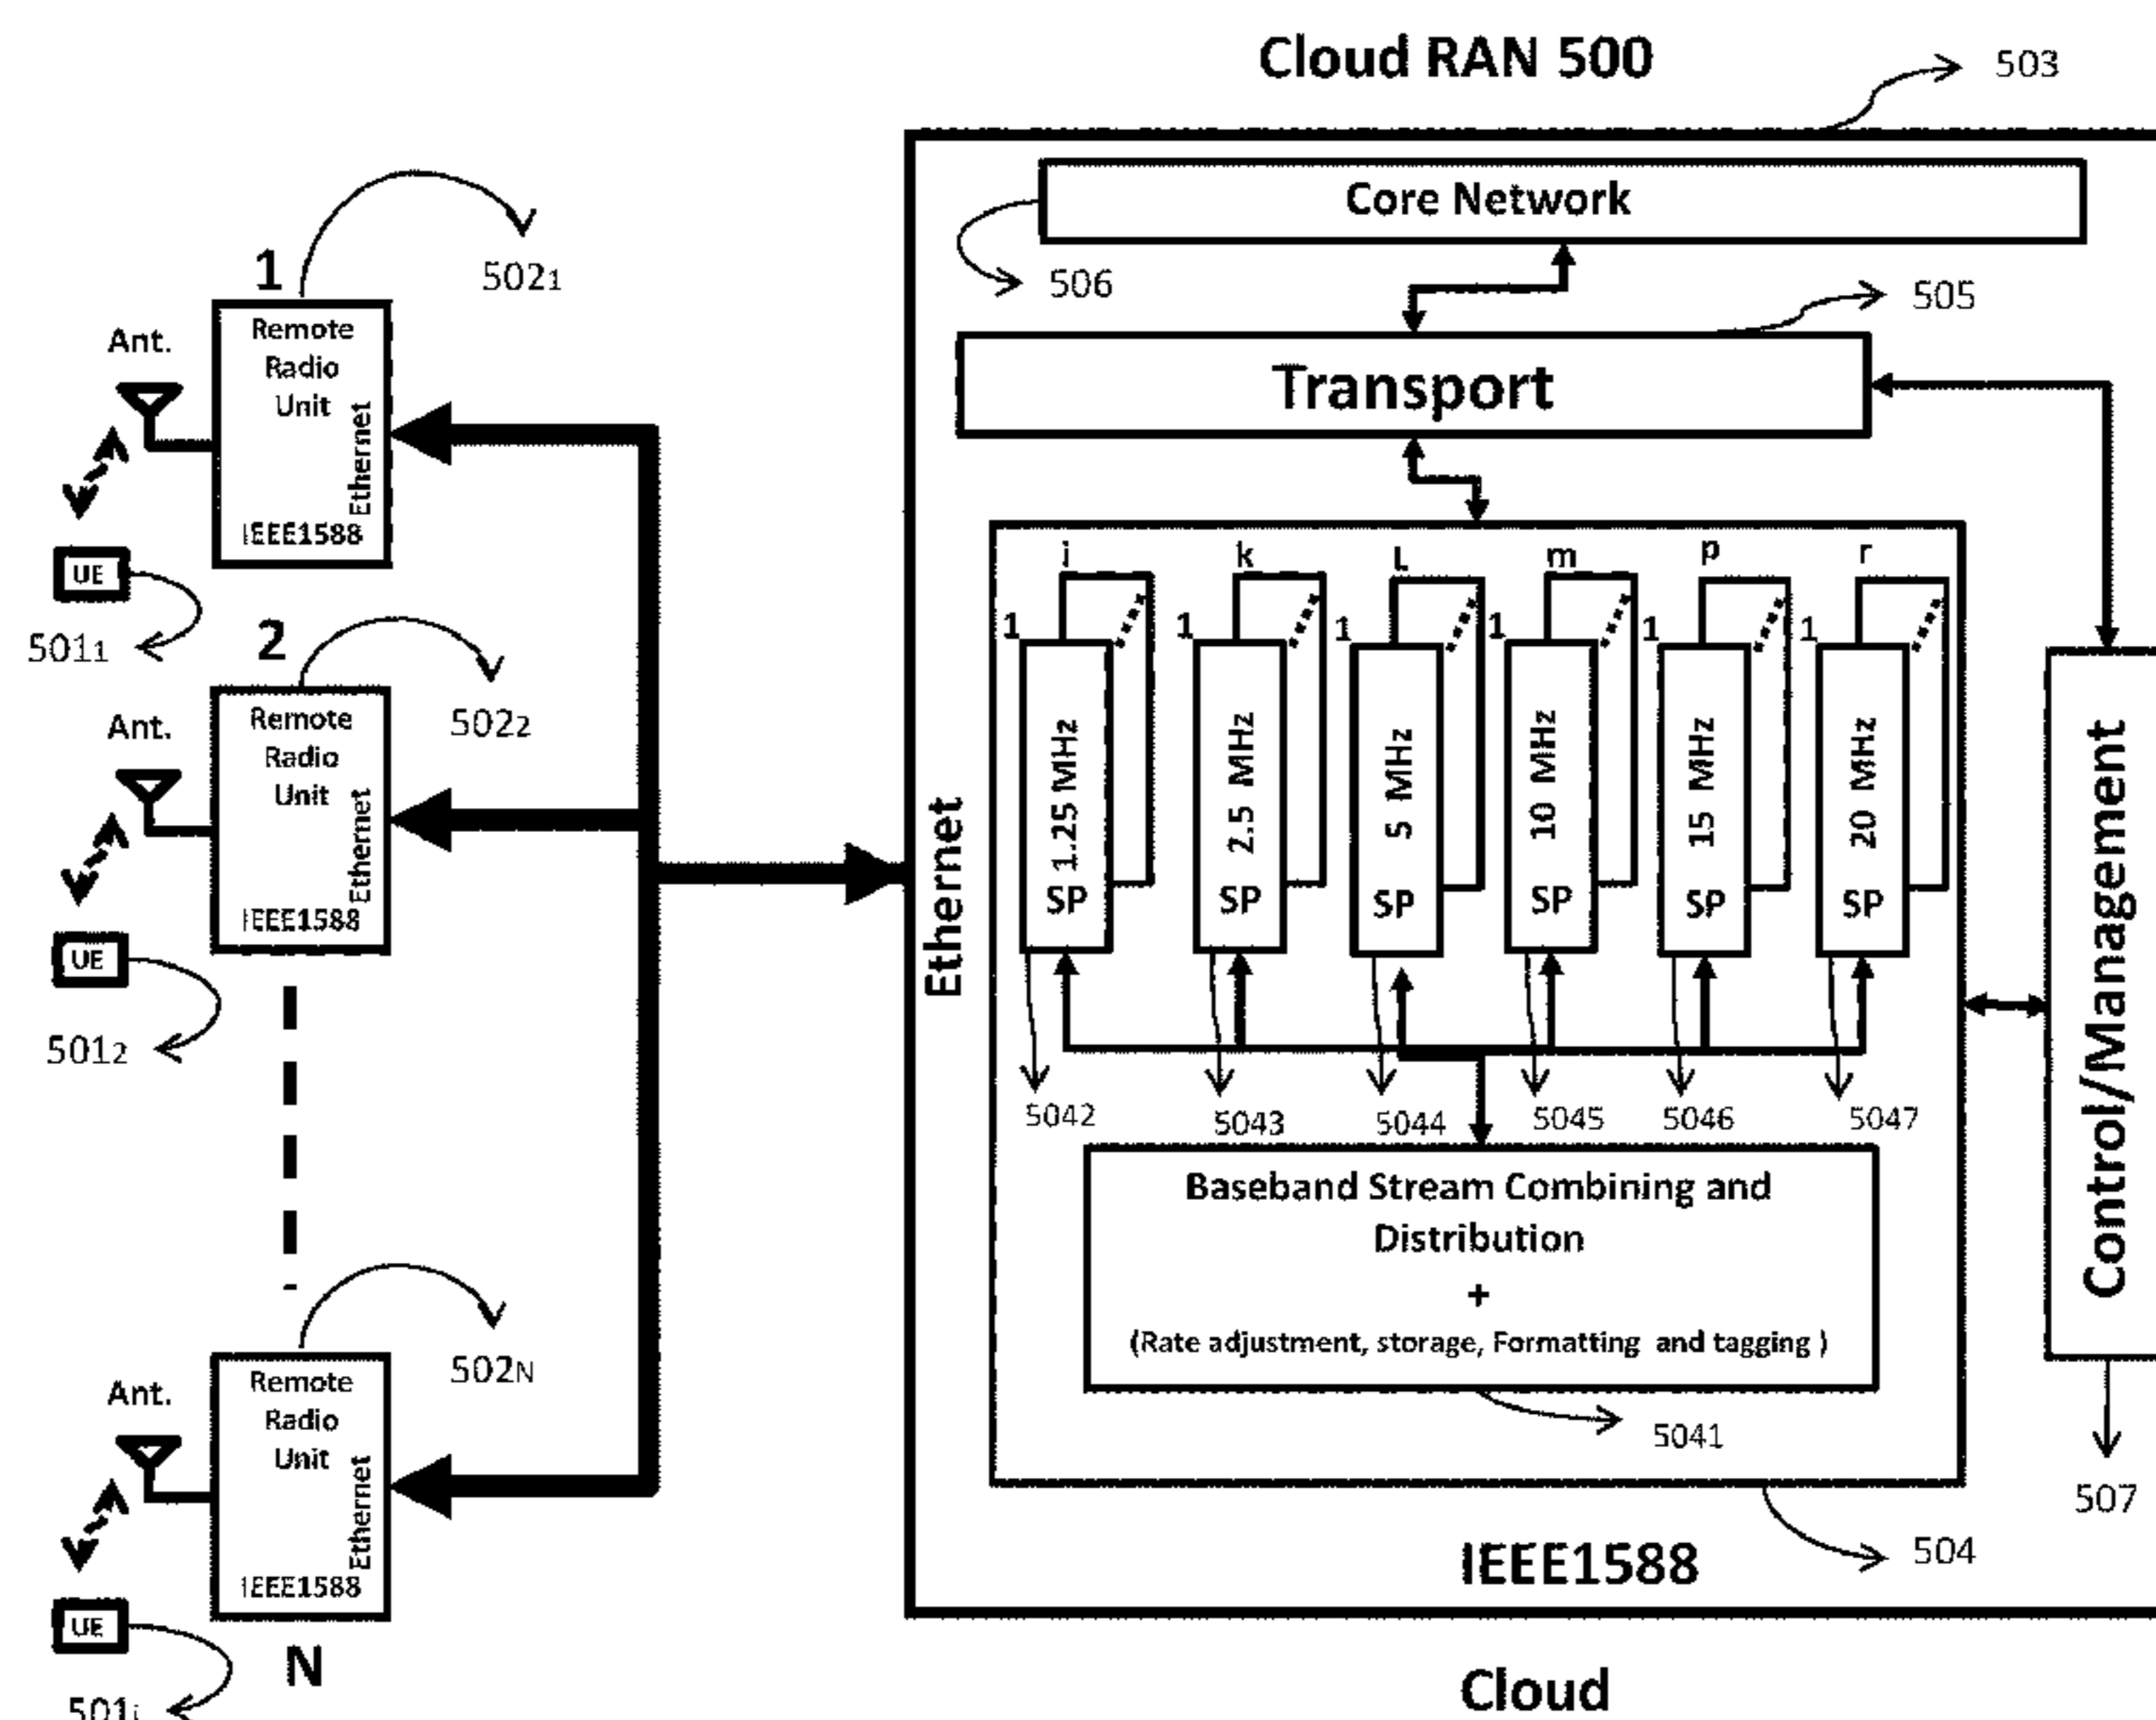 Cloud RAN 500
503
Core Network
506
505
Transport
1
502₁
Ant.
Remote
Radio
Unit
Ethernet
IEEE1588
UE
501₁
2
502₂
Ant.
Remote
Radio
Unit
Ethernet
IEEE1588
UE
501₂
502N
Ant.
Remote
Radio
Unit
Ethernet
IEEE1588
UE
N
501i
Ethernet
j k L m p r
1 1 1 1 1 1
1.25 MHz
SP
2.5 MHz
SP
5 MHz
SP
10 MHz
SP
15 MHz
SP
20 MHz
SP
5042 5043 5044 5045 5046 5047
Baseband Stream Combining and
Distribution
+
(Rate adjustment, storage, Formatting and tagging )
5041
Control/Management
507
504
IEEE1588
Cloud